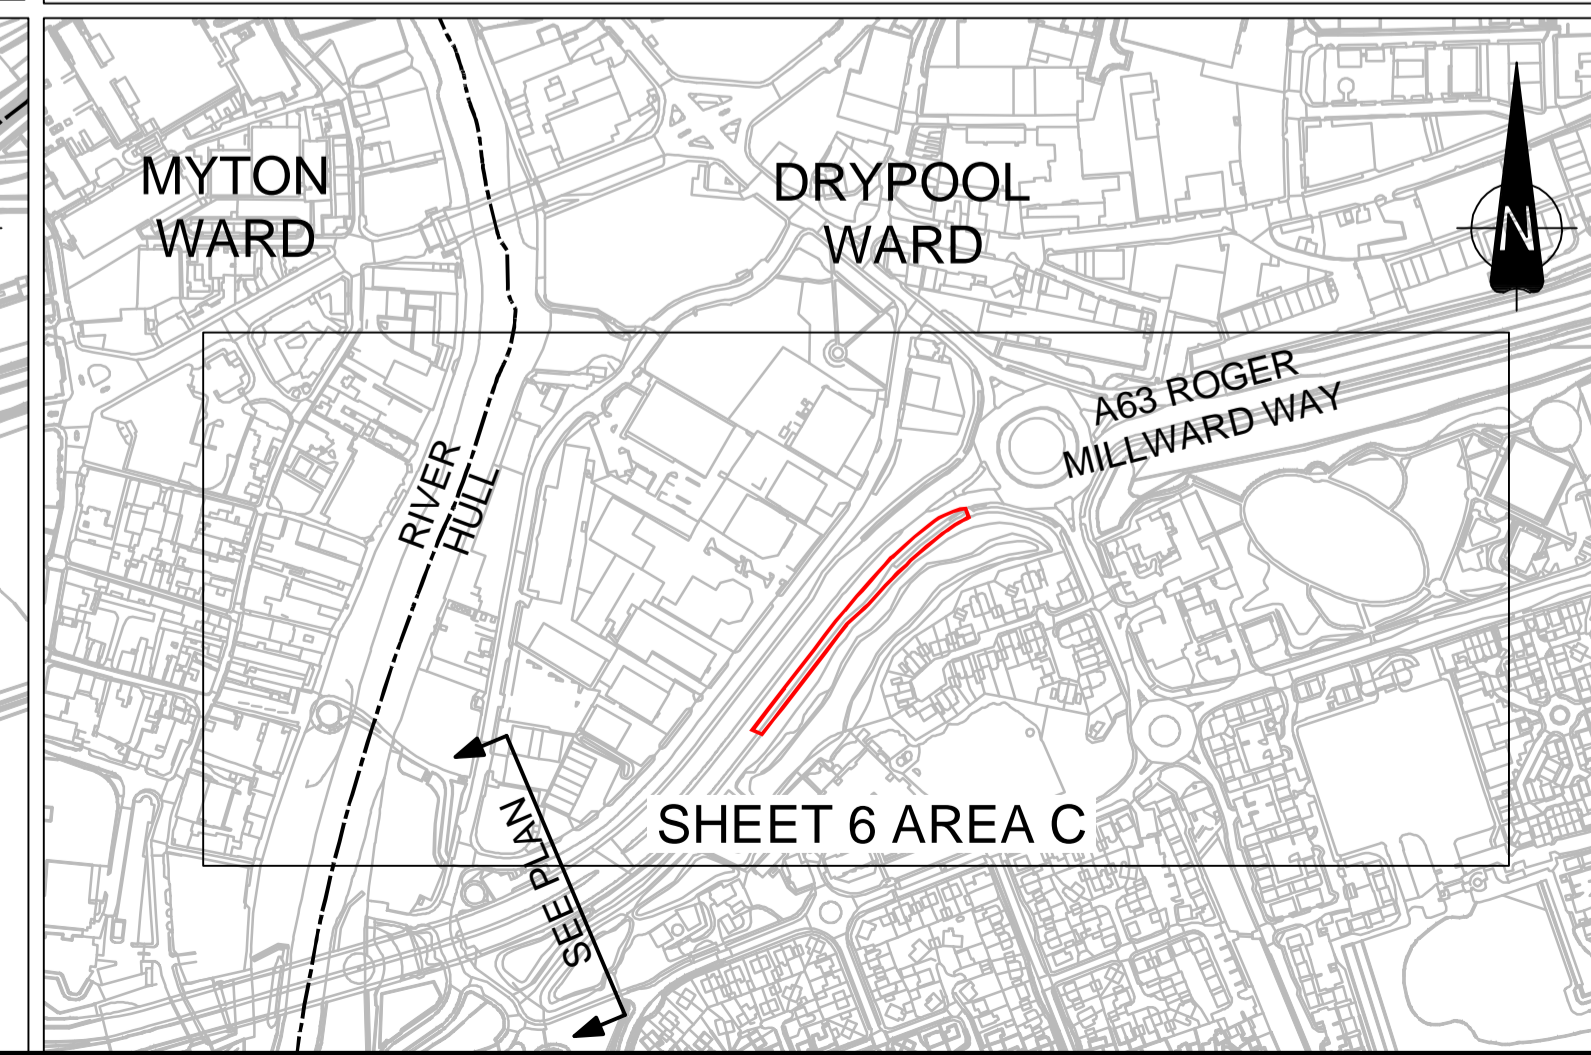 MYTON
WARD
DRYPOOL
WARD
N
A63 ROGER
MILLWARD WAY
RIVER
HULL
SHEET 6 AREA C
SEE PLAN